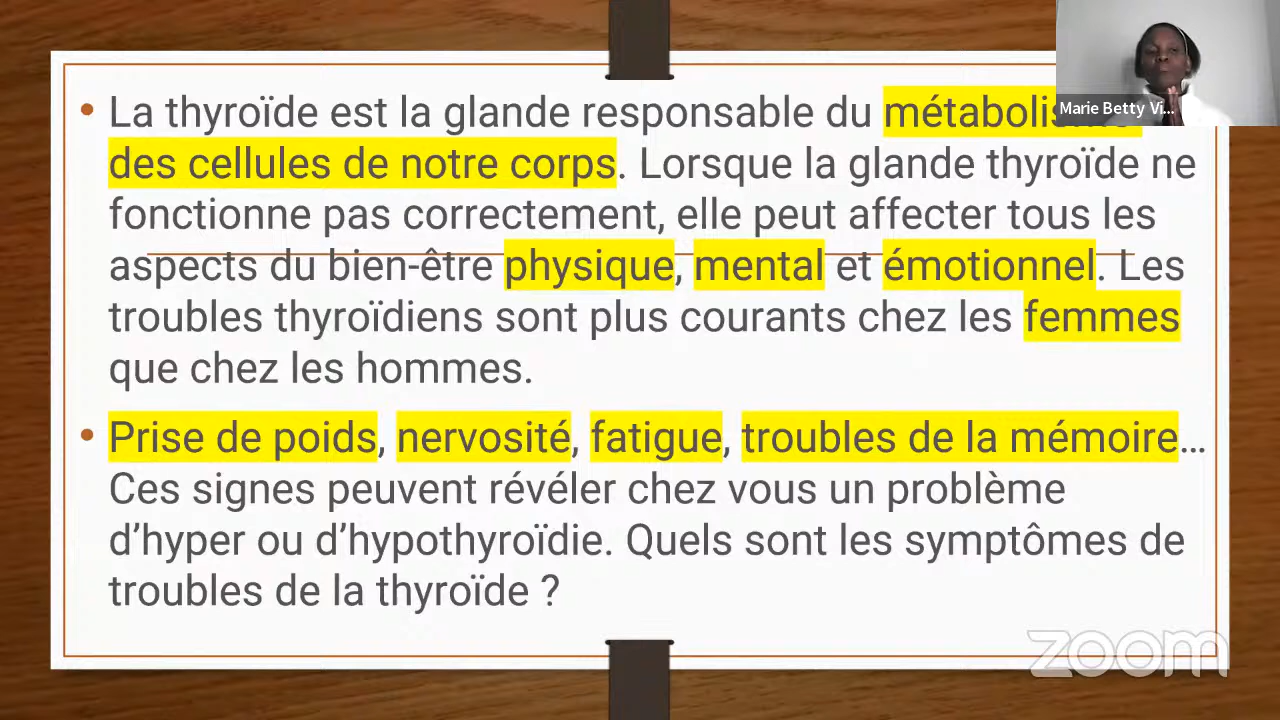 • La thyroïde est la glande responsable du
des cellules de notre corps. Lorsque la glande thyroïde ne
fonctionne pas correctement, elle peut affecter tous les
aspects du bien-être physique, mental et émotionnel. Les
troubles thyroïdiens sont plus courants chez les femmes
que chez les hommes.
• Prise de poids, nervosité, fatigue, troubles de la mémoire…
Ces signes peuvent révéler chez vous un problème
d’hyper ou d’hypothyroïdie. Quels sont les symptômes de
troubles de la thyroïde ?
Marie Betty Vi...
zoom